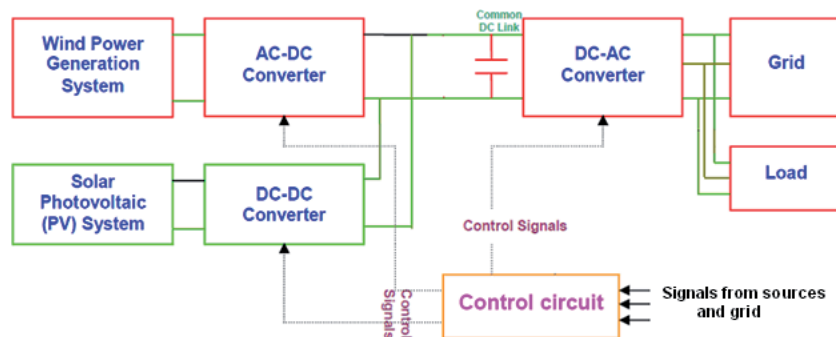 Wind Power
Generation
System
AC-DC
Converter
Common
DC Link
DC-AC
Converter
Grid
Solar
Photovoltaic
(PV) System
DC-DC
Converter
Load
Control Signals
Control
Signals
Control circuit
Signals from sources
and grid